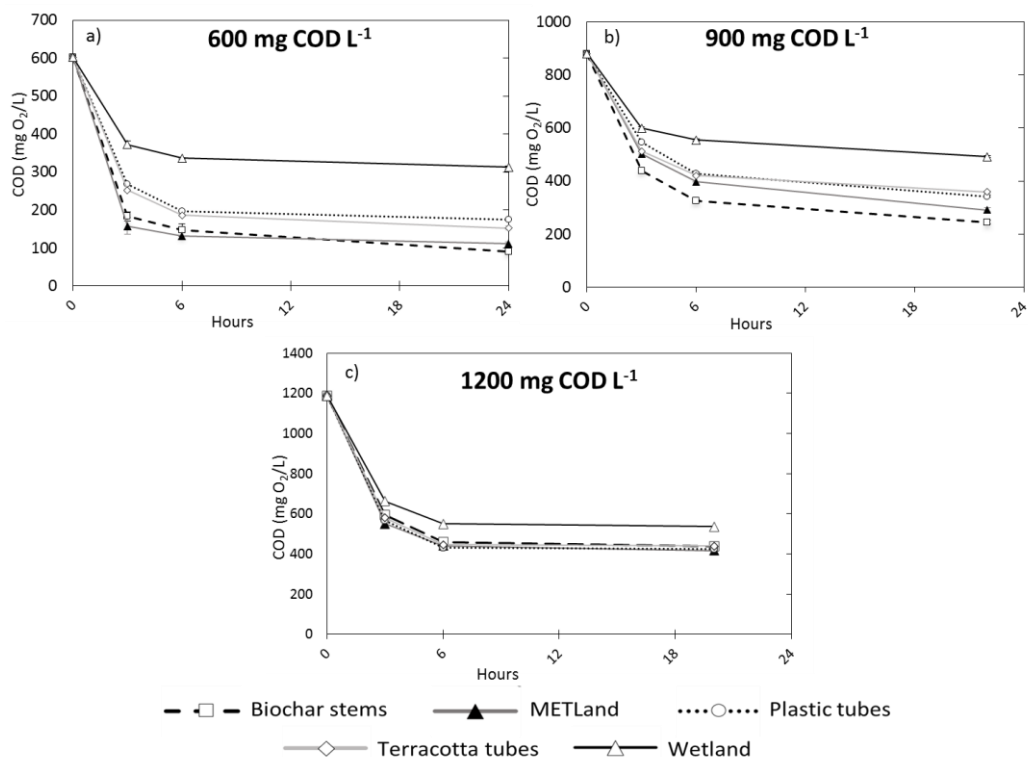 a) 600 mg COD L⁻¹
700
600
500
400
300
200
100
0
COD (mg O₂/L)
0 6 12 18 24
Hours
b) 900 mg COD L⁻¹
1000
800
600
400
200
0
COD (mg O₂/L)
0 6 12 18 24
Hours
c) 1200 mg COD L⁻¹
1400
1200
1000
800
600
400
200
0
COD (mg O₂/L)
0 6 12 18 24
Hours
Biochar stems METLand Plastic tubes
Terracotta tubes Wetland